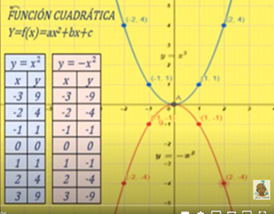 FUNCIÓN CUADRÁTICA
Y=f(x)=ax²+bx+c
y = x² y = -x²
x y x y
-3 9 -3 -9
-2 4 -2 -4
-1 1 -1 -1
0 0 0 0
1 1 1 -1
2 4 2 -4
3 9 3 -9
(-2, 4) (2, 4)
y = x²
(-1, 1) (1, 1)
(-1, -1) (1, -1)
y = -x²
(-2, -4) (2, -4)